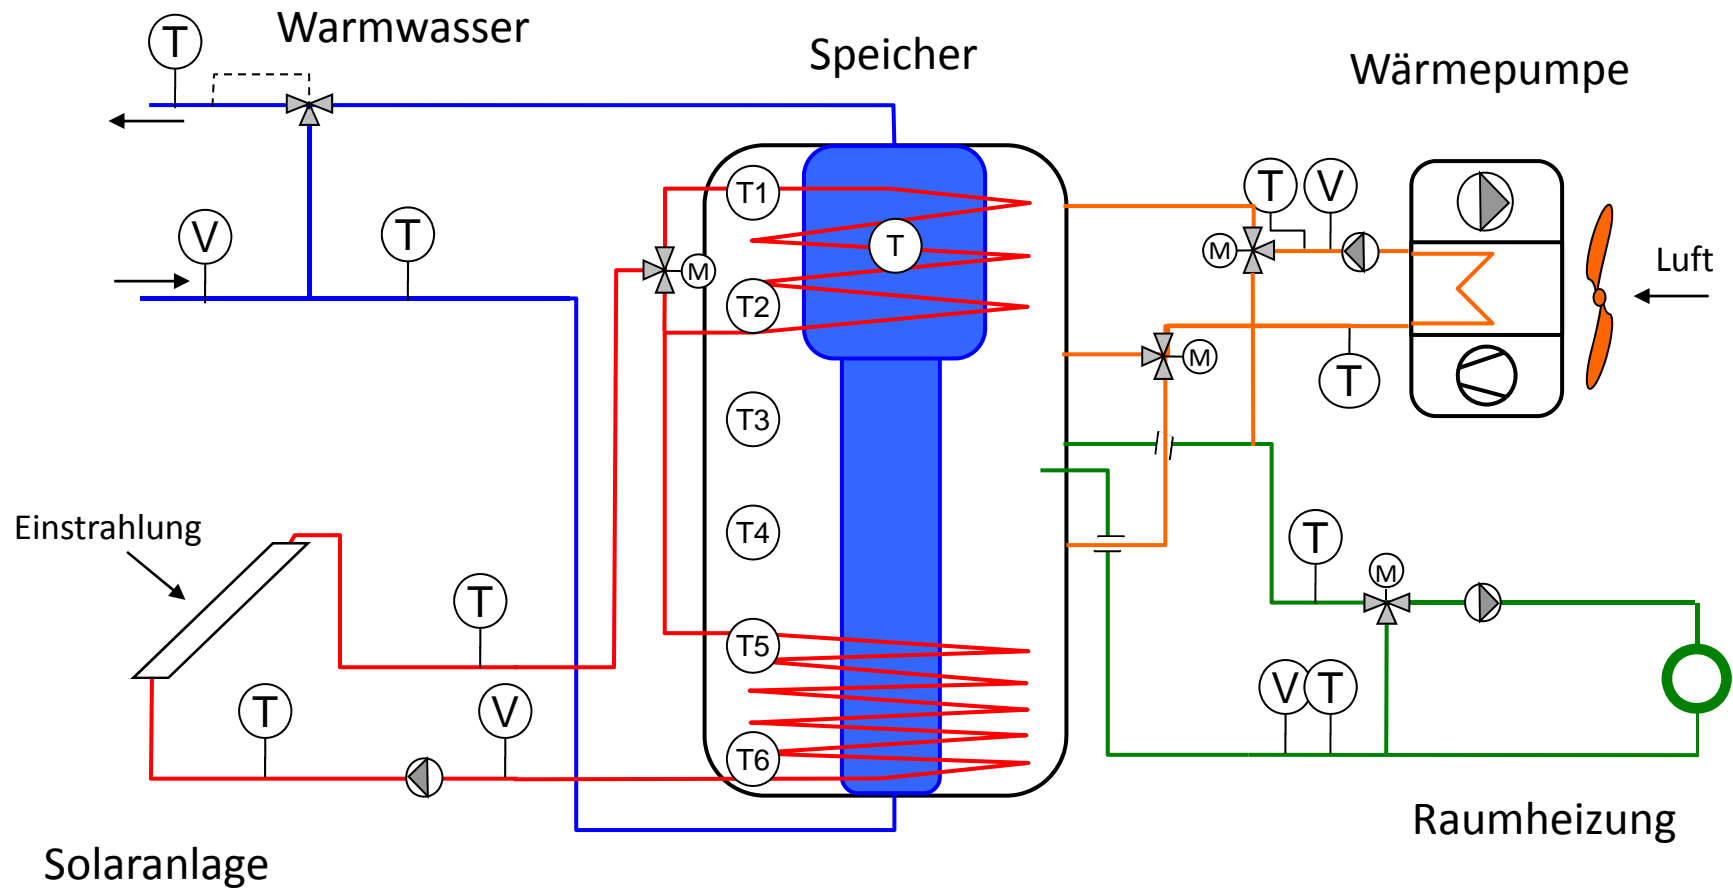 Warmwasser
Speicher
Wärmepumpe
T
T1
T
V
V
T
T
M
M
Luft
T2
M
T
T3
T4
Einstrahlung
T
M
T
T5
V
T
T
V
T6
Raumheizung
Solaranlage